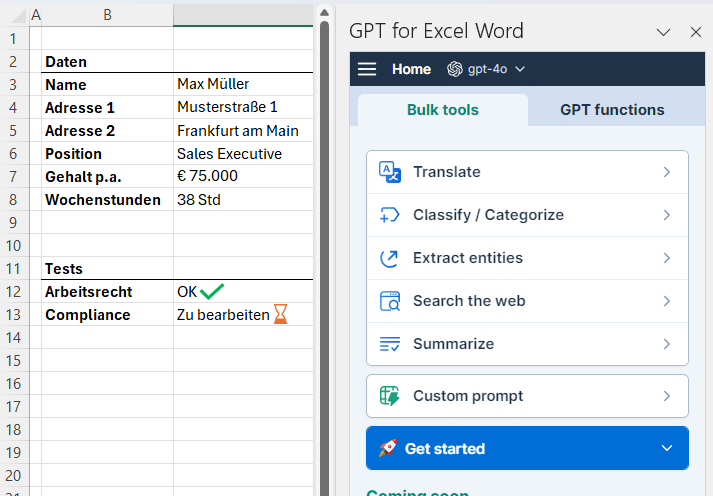 A B
1
2 Daten
3 Name Max Müller
4 Adresse 1 Musterstraße 1
5 Adresse 2 Frankfurt am Main
6 Position Sales Executive
7 Gehalt p.a. € 75.000
8 Wochenstunden 38 Std
9
10
11 Tests
12 Arbeitsrecht OK
13 Compliance Zu bearbeiten
14
15
16
17
18
19
20
21
GPT for Excel Word
Home gpt-4o
Bulk tools GPT functions
Translate
Classify / Categorize
Extract entities
Search the web
Summarize
Custom prompt
Get started
Coming soon